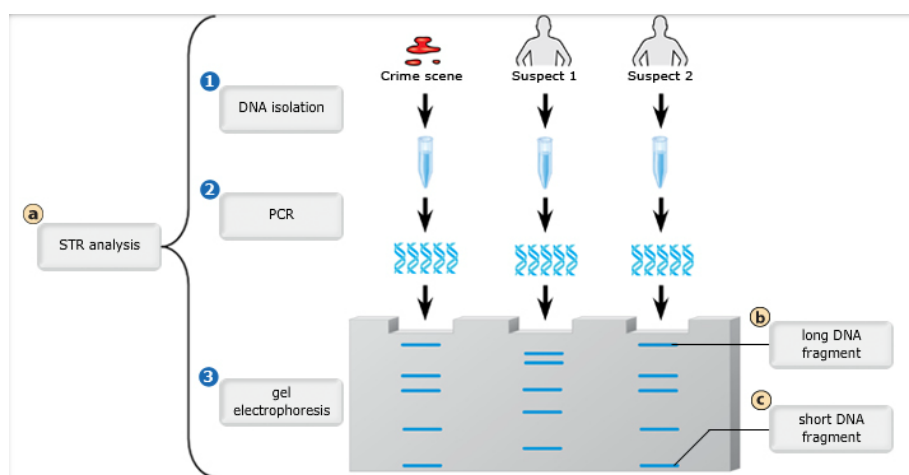 Crime scene
Suspect 1
Suspect 2
1
DNA isolation
2
PCR
a
STR analysis
b
long DNA
fragment
3
gel
electrophoresis
c
short DNA
fragment